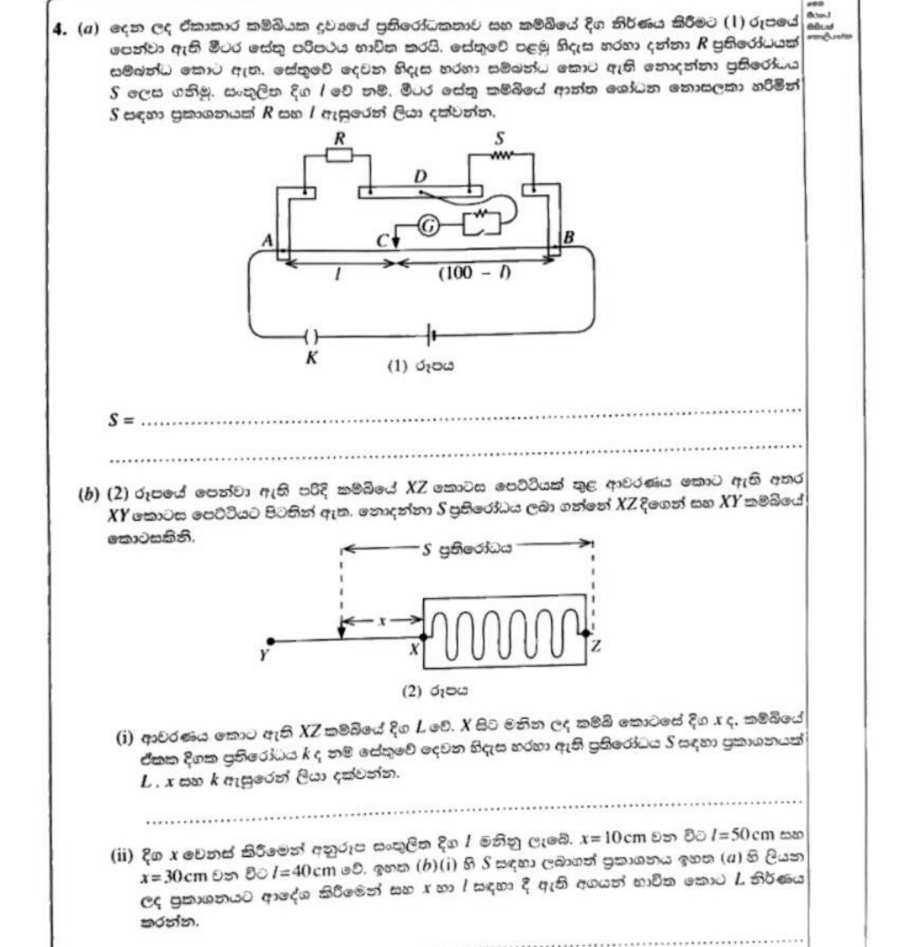 4. (a) දෙන ලද ඒකාකාර කම්බියක ද්‍රව්‍යයේ ප්‍රතිරෝධකතාව සහ කම්බියේ දිග නිර්ණය කිරීමට (1) රූපයේ
පෙන්වා ඇති මීටර සේතු පරිපථය භාවිත කරයි. සේතුවේ පළමු හිදැස හරහා දන්නා R ප්‍රතිරෝධයක්
සම්බන්ධ කොට ඇත. සේතුවේ දෙවන හිදැස හරහා සම්බන්ධ කොට ඇති නොදන්නා ප්‍රතිරෝධය
S ලෙස ගනිමු. සංතුලිත දිග l වේ නම්, මීටර සේතු කම්බියේ ආන්ත ශෝධන නොසලකා හරිමින්
S සඳහා ප්‍රකාශනයක් R සහ l ඇසුරෙන් ලියා දක්වන්න.
R
S
D
G
A
C
B
l
(100 – l)
K
(1) රූපය
S =
(b) (2) රූපයේ පෙන්වා ඇති පරිදි කම්බියේ XZ කොටස පෙට්ටියක් තුළ ආවරණය කොට ඇති අතර
XY කොටස පෙට්ටියට පිටතින් ඇත. නොදන්නා S ප්‍රතිරෝධය ලබා ගන්නේ XZ දිගෙන් සහ XY කම්බියේ
කොටසකිනි.
S ප්‍රතිරෝධය
x
Y
X
Z
(2) රූපය
(i) ආවරණය කොට ඇති XZ කම්බියේ දිග L වේ. X සිට මනින ලද කම්බි කොටසේ දිග x ද, කම්බියේ
ඒකක දිගක ප්‍රතිරෝධය k ද නම් සේතුවේ දෙවන හිදැස හරහා ඇති ප්‍රතිරෝධය S සඳහා ප්‍රකාශනයක්
L , x සහ k ඇසුරෙන් ලියා දක්වන්න.
(ii) දිග x වෙනස් කිරීමෙන් අනුරූප සංතුලිත දිග l මනිනු ලැබේ. x=10 cm වන විට l=50 cm සහ
x=30 cm වන විට l=40 cm වේ. ඉහත (b)(i) හි S සඳහා ලබාගත් ප්‍රකාශනය ඉහත (a) හි ලියන
ලද ප්‍රකාශනයට ආදේශ කිරීමෙන් සහ x හා l සඳහා දී ඇති අගයන් භාවිත කොට L නිර්ණය
කරන්න.